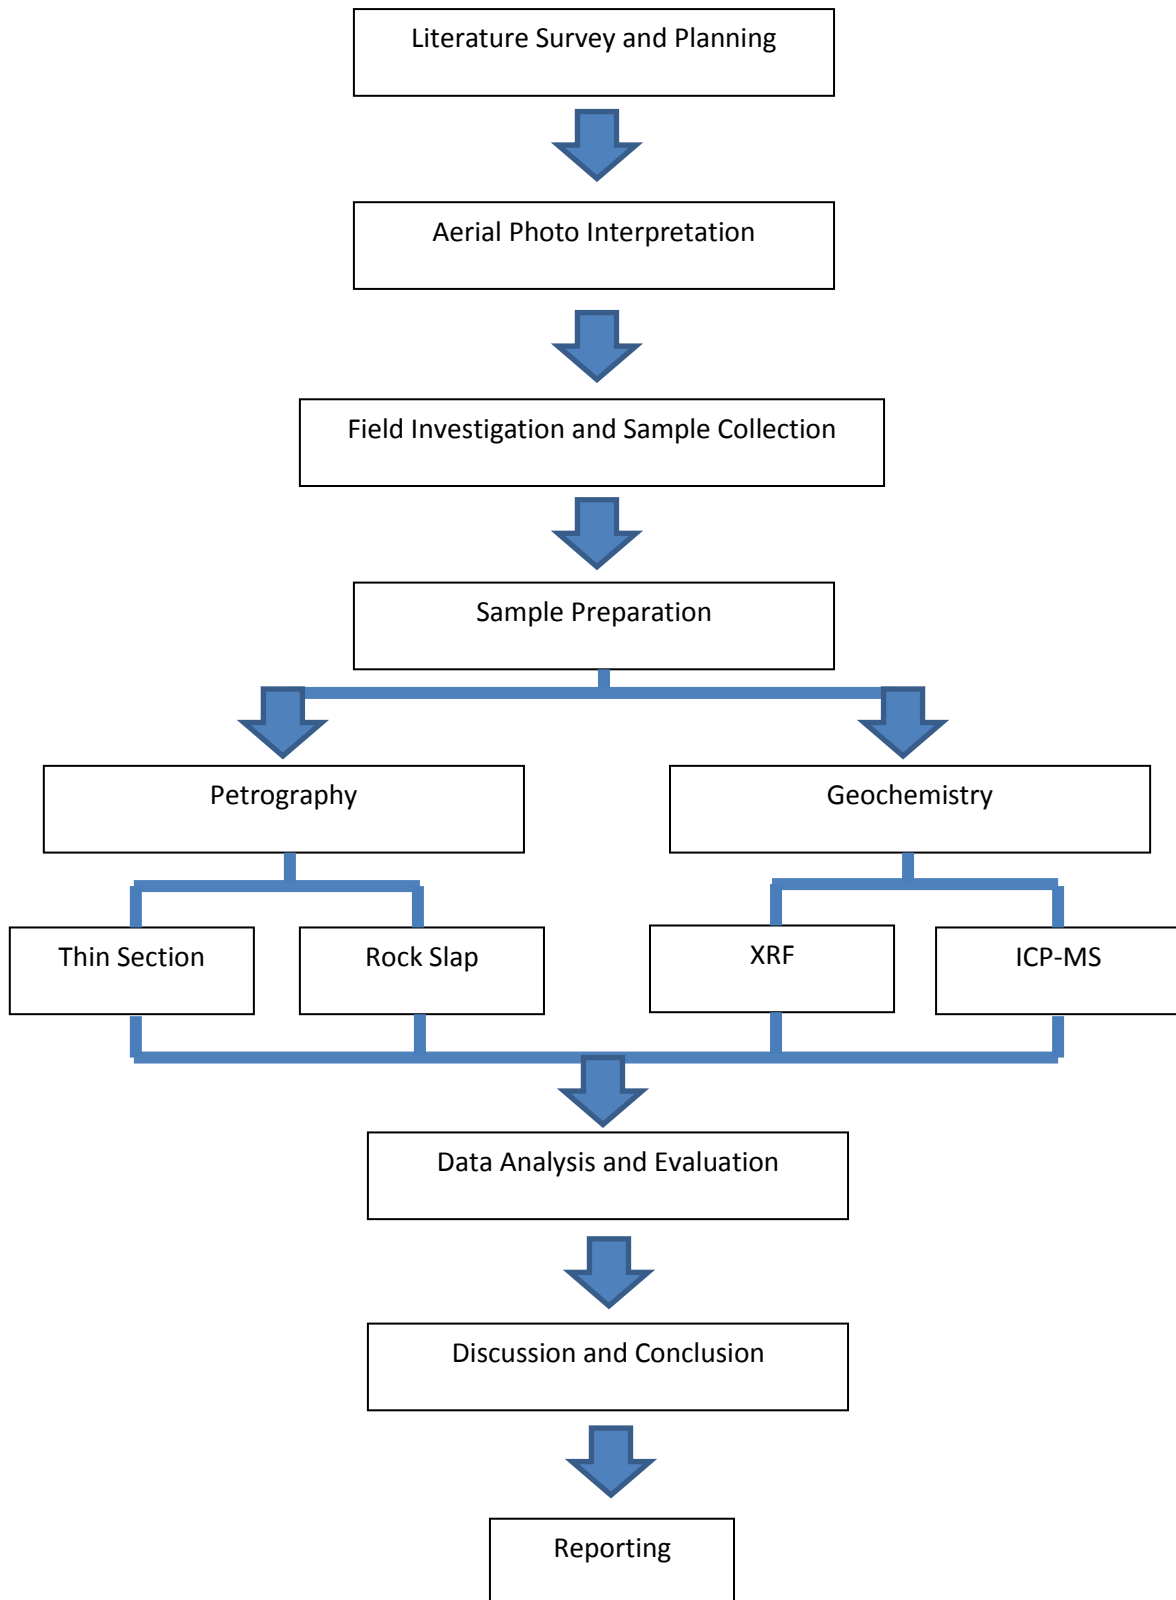 Literature Survey and Planning
Aerial Photo Interpretation
Field Investigation and Sample Collection
Sample Preparation
Petrography
Geochemistry
Thin Section
Rock Slap
XRF
ICP-MS
Data Analysis and Evaluation
Discussion and Conclusion
Reporting